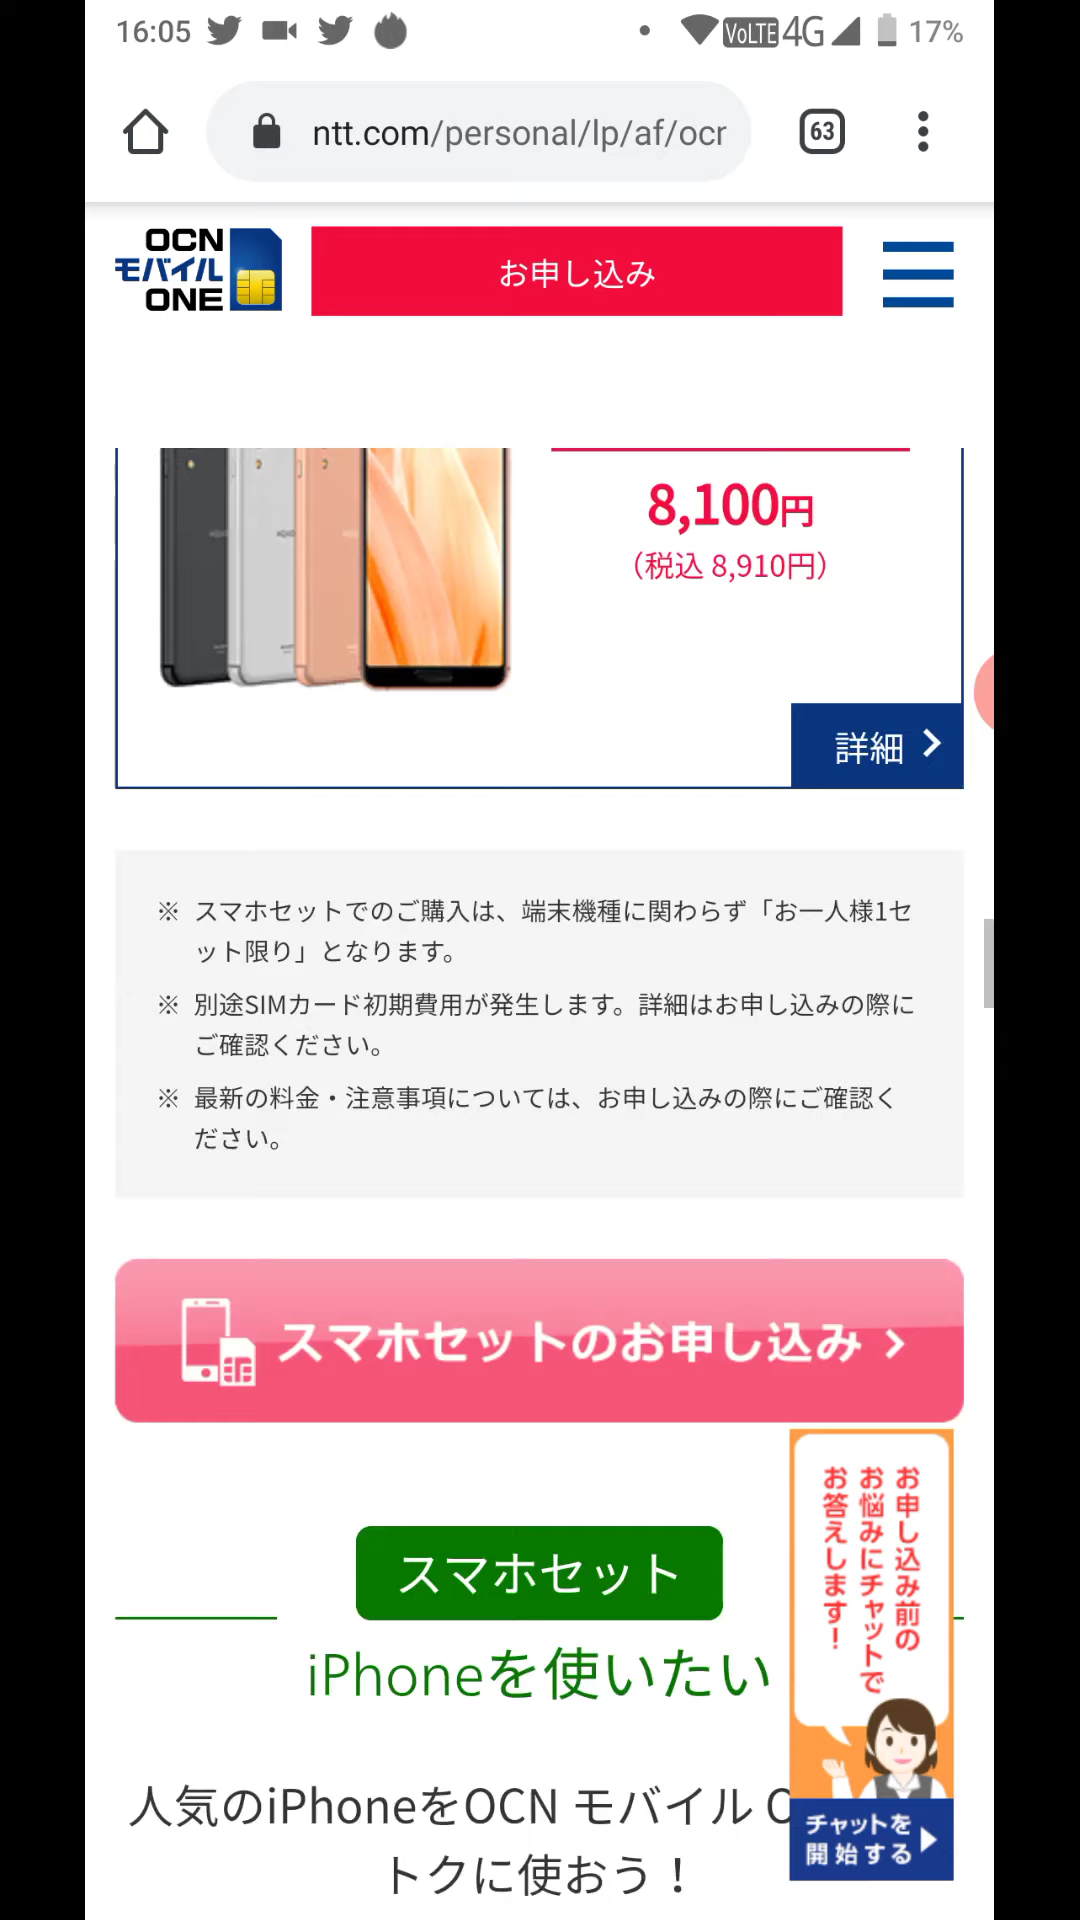 16:05
VoLTE 4G 17%
ntt.com/personal/lp/af/ocr
63
OCN
モバイル
ONE
お申し込み
8,100円
（税込 8,910円）
詳細
※ スマホセットでのご購入は、端末機種に関わらず「お一人様1セ
ット限り」となります。
※ 別途SIMカード初期費用が発生します。詳細はお申し込みの際に
ご確認ください。
※ 最新の料金・注意事項については、お申し込みの際にご確認く
ださい。
スマホセットのお申し込み
スマホセット
iPhoneを使いたい
人気のiPhoneをOCN モバイル O
トクに使おう！
お申し込み前の
お悩みにチャットで
お答えします！
チャットを
開始する